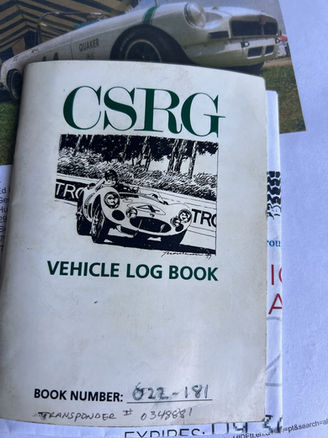 QUAKER
CSRG
TRO
TRO
VEHICLE LOG BOOK
BOOK NUMBER: 022-181
TRANSPONDER # 0348881
EXPIRES: